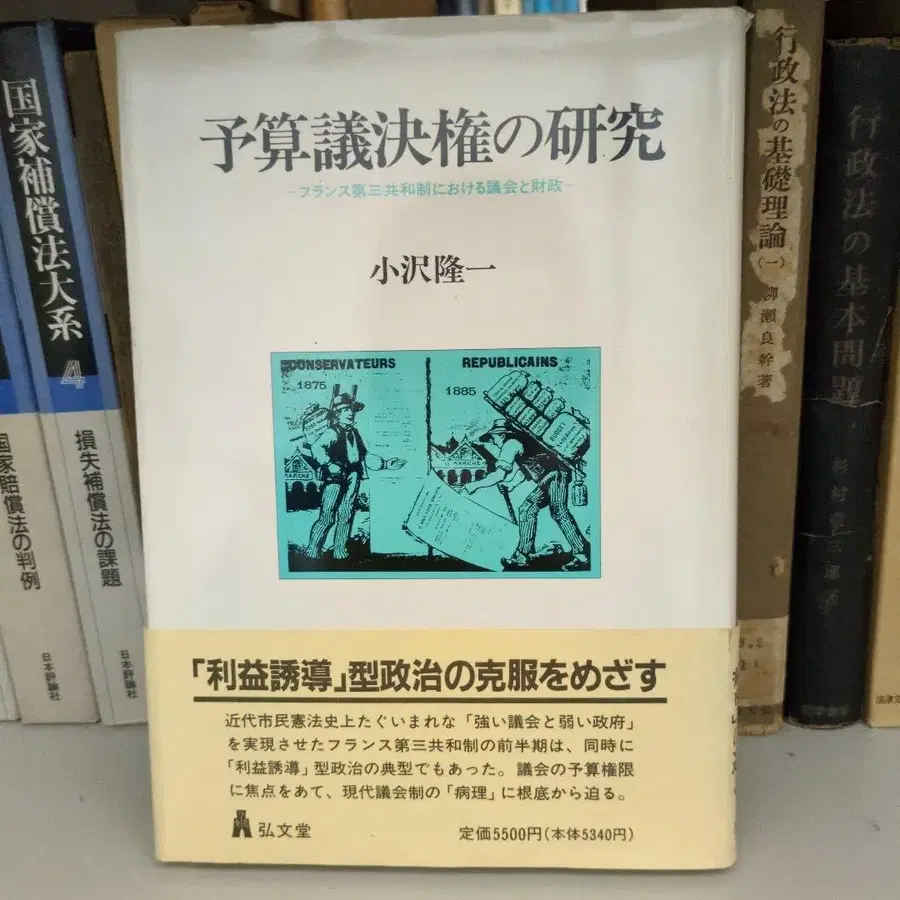 予算議決権の研究
−フランス第三共和制における議会と財政−
小沢隆一
CONSERVATEURS
1875
REPUBLICAINS
1885
MARCHE
BUDGET
「利益誘導」型政治の克服をめざす
近代市民憲法史上たぐいまれな「強い議会と弱い政府」
を実現させたフランス第三共和制の前半期は、同時に
「利益誘導」型政治の典型でもあった。議会の予算権限
に焦点をあて、現代議会制の「病理」に根底から迫る。
弘文堂
定価5500円(本体5340円)
国家補償法大系
4
損失補償法の課題
日本評論社
国家賠償法の判例
日本評論社
行政法の基礎理論
(一)
柳瀬良幹著
行政法の基本問題